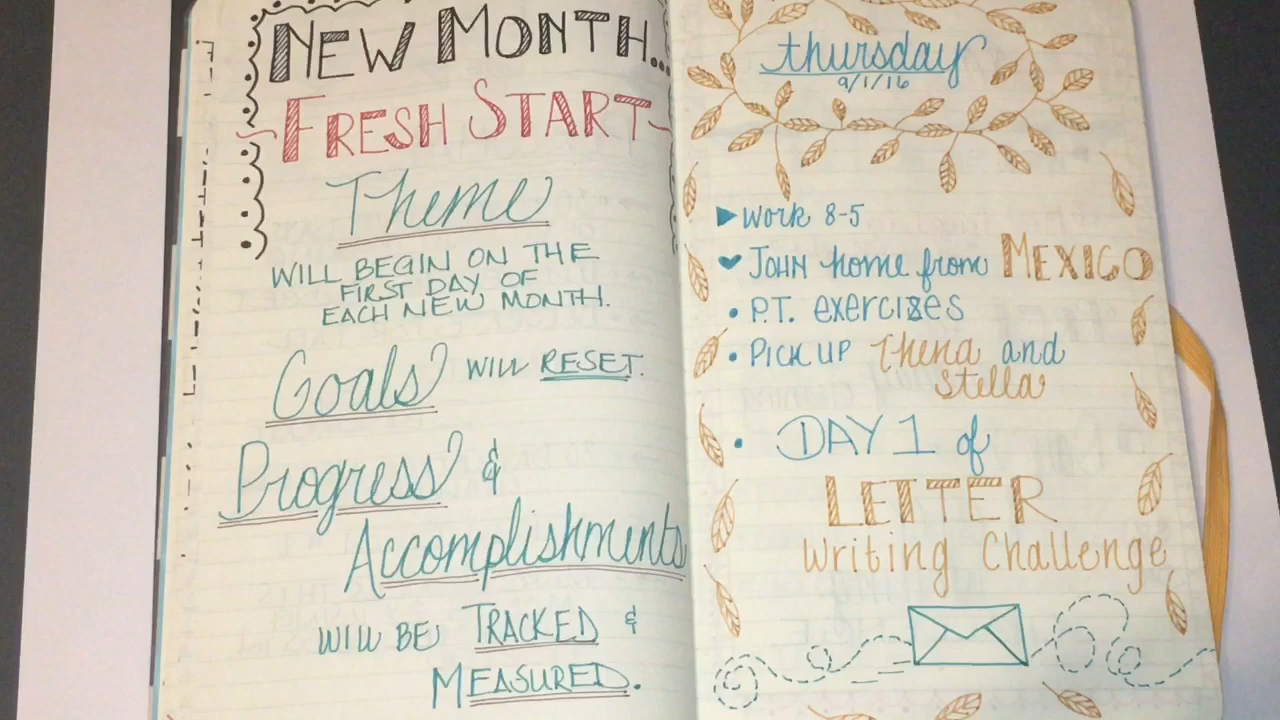 NEW MONTH...
FRESH START
Theme
WILL BEGIN ON THE
FIRST DAY OF
EACH NEW MONTH.
Goals WILL RESET.
Progress &
Accomplishments
WILL BE TRACKED &
MEASURED.
thursday
9/1/16
work 8-5
JOHN home from MEXICO
• P.T. exercises
• PICK UP Thena and
Stella
• DAY 1 of
LETTER
Writing Challenge